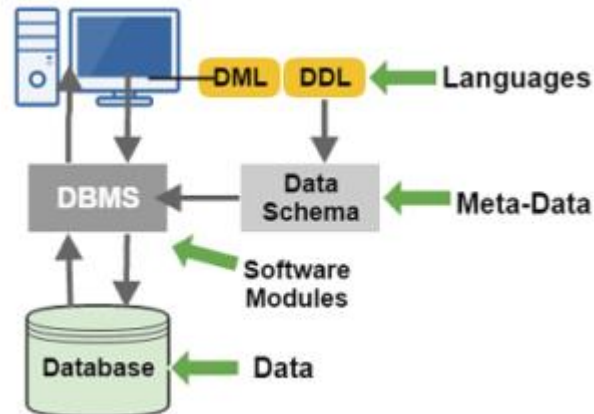 DML DDL Languages
DBMS
Data
Schema
Meta-Data
Software
Modules
Database
Data